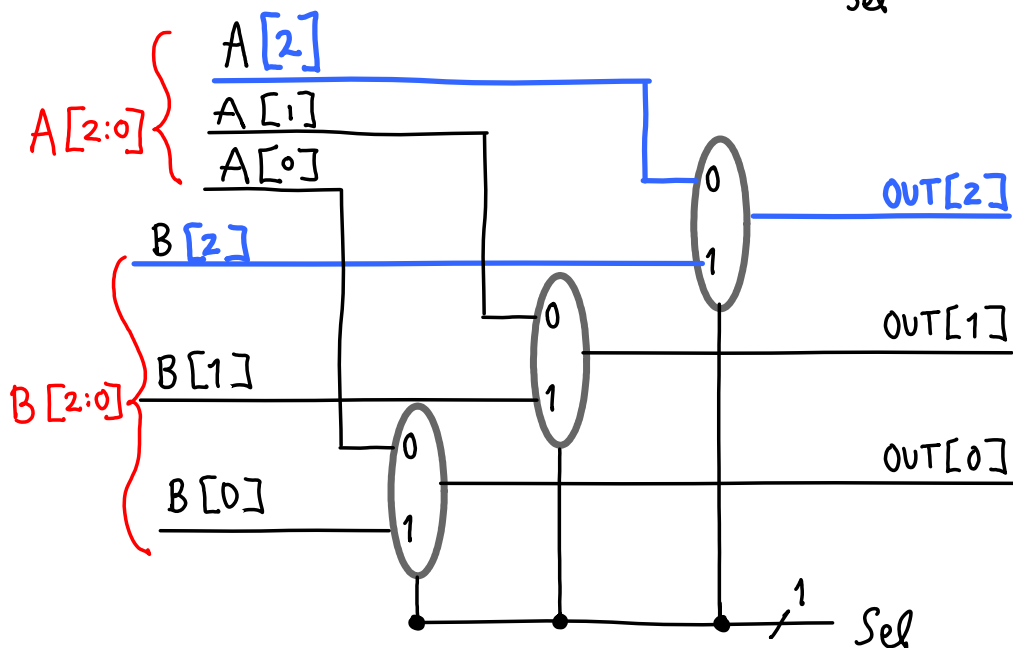 Sel
A[2]
A[1]
A[2:0]
A[0]
0
OUT[2]
B[2]
1
0
OUT[1]
B[1]
B[2:0]
1
0
OUT[0]
B[0]
1
1
Sel